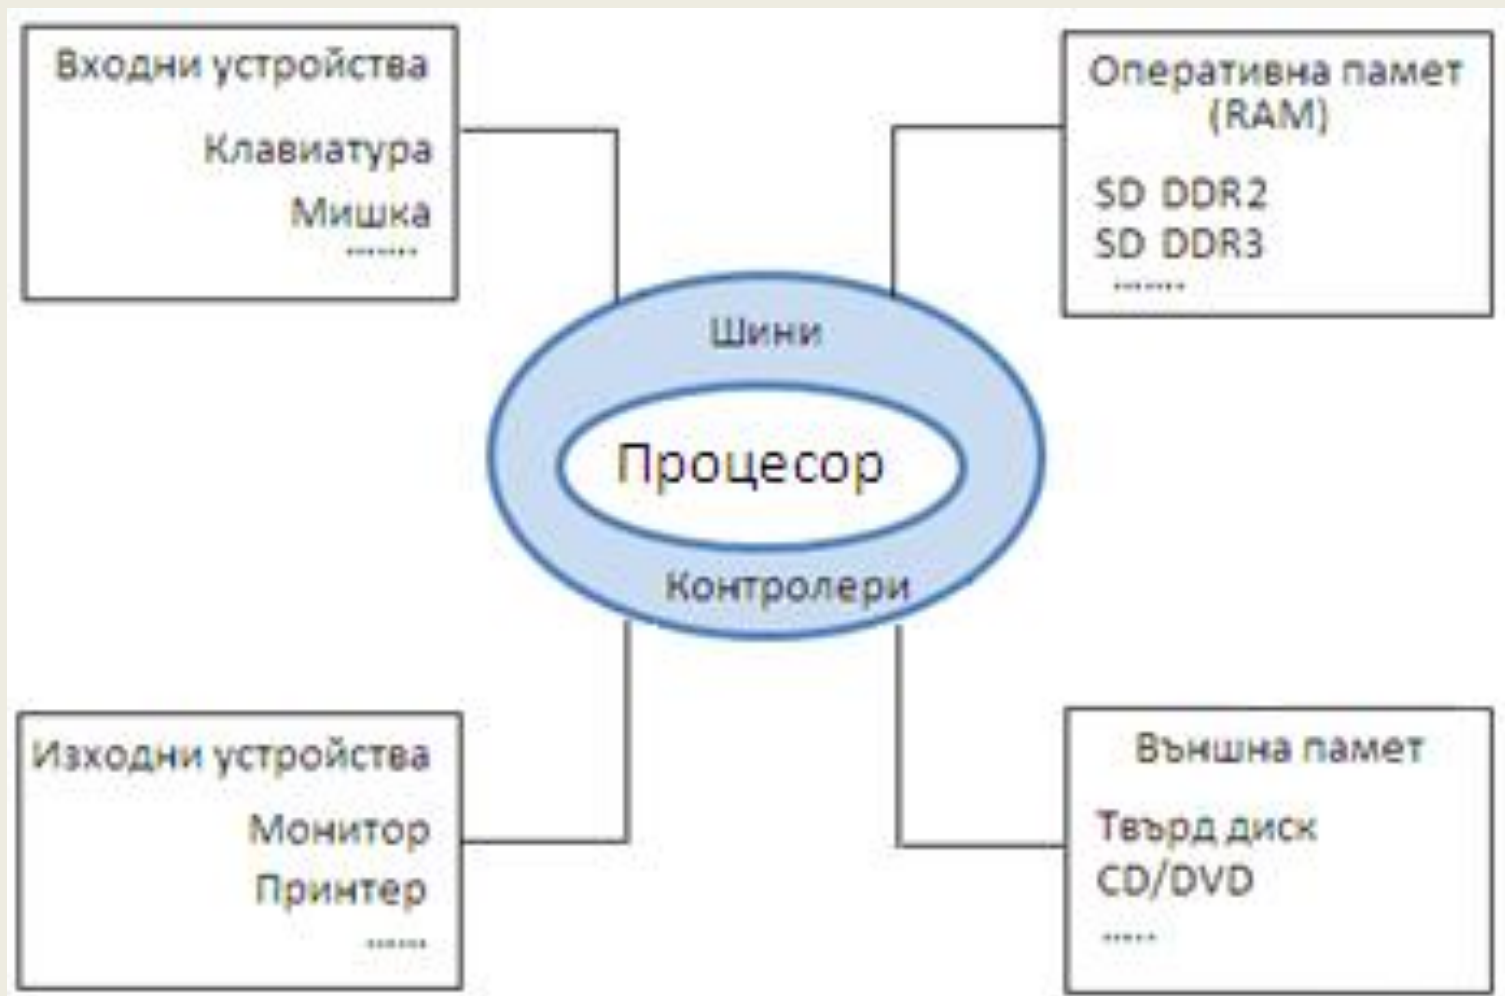 Входни устройства
Клавиатура
Мишка
.......
Оперативна памет
(RAM)
SD DDR2
SD DDR3
.......
Шини
Процесор
Контролери
Изходни устройства
Монитор
Принтер
......
Външна памет
Твърд диск
CD/DVD
.....